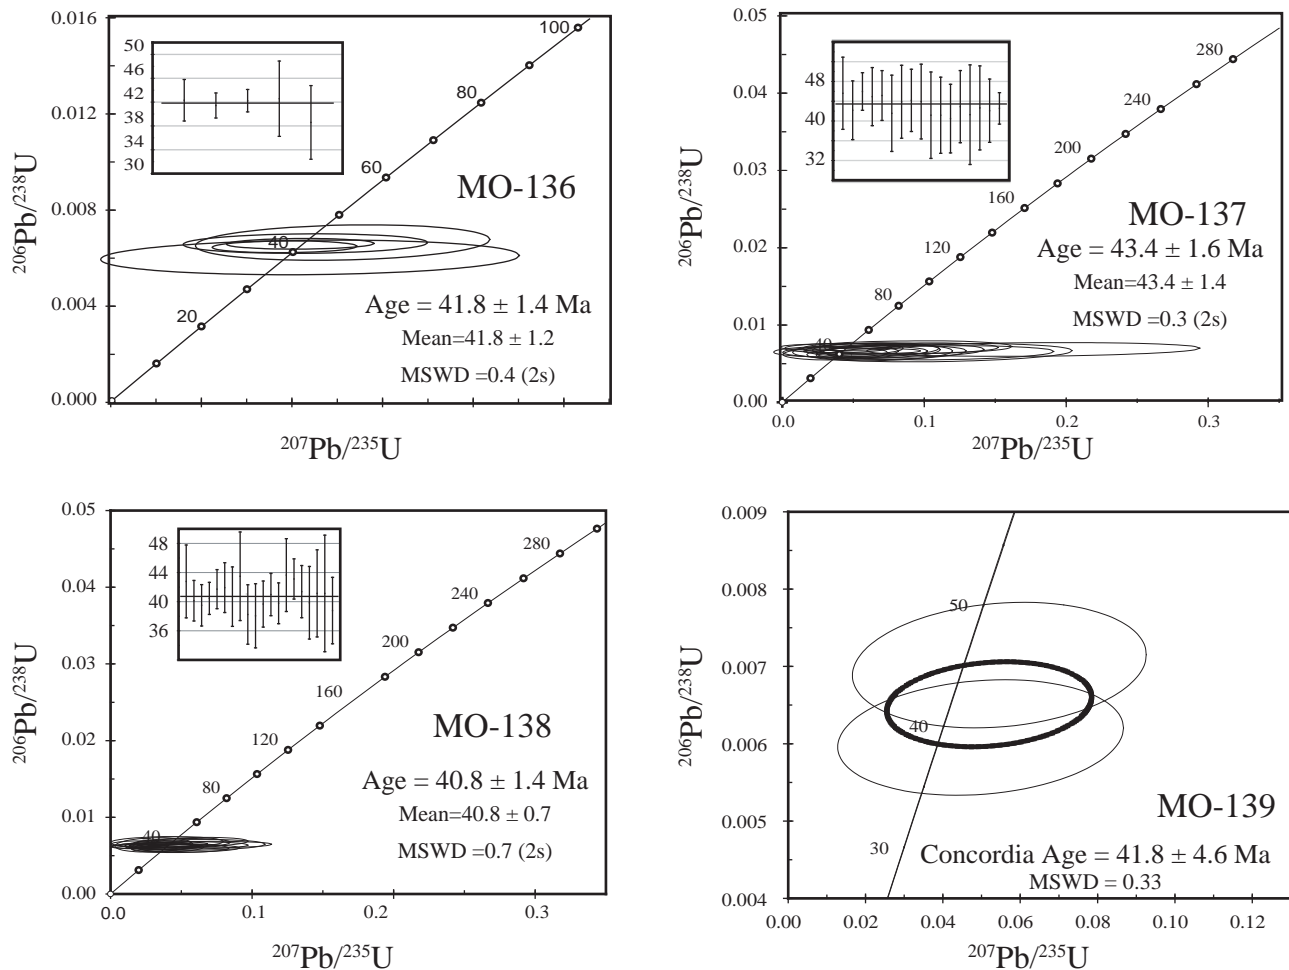 0.016
0.012
0.008
0.004
0.000
206Pb/238U
50
46
42
38
34
30
100
80
60
40
20
MO-136
Age = 41.8 ± 1.4 Ma
Mean=41.8 ± 1.2
MSWD =0.4 (2s)
207Pb/235U
0.05
0.04
0.03
0.02
0.01
0.00
206Pb/238U
48
40
32
280
240
200
160
120
80
40
MO-137
Age = 43.4 ± 1.6 Ma
Mean=43.4 ± 1.4
MSWD =0.3 (2s)
0.0 0.1 0.2 0.3
207Pb/235U
0.05
0.04
0.03
0.02
0.01
0.00
206Pb/238U
48
44
40
36
280
240
200
160
120
80
40
MO-138
Age = 40.8 ± 1.4 Ma
Mean=40.8 ± 0.7
MSWD =0.7 (2s)
0.0 0.1 0.2 0.3
207Pb/235U
0.009
0.008
0.007
0.006
0.005
0.004
206Pb/238U
50
40
30
MO-139
Concordia Age = 41.8 ± 4.6 Ma
MSWD = 0.33
0.00 0.02 0.04 0.06 0.08 0.10 0.12
207Pb/235U